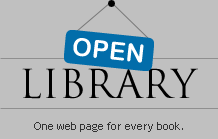 OPEN
LIBRARY
One web page for every book.